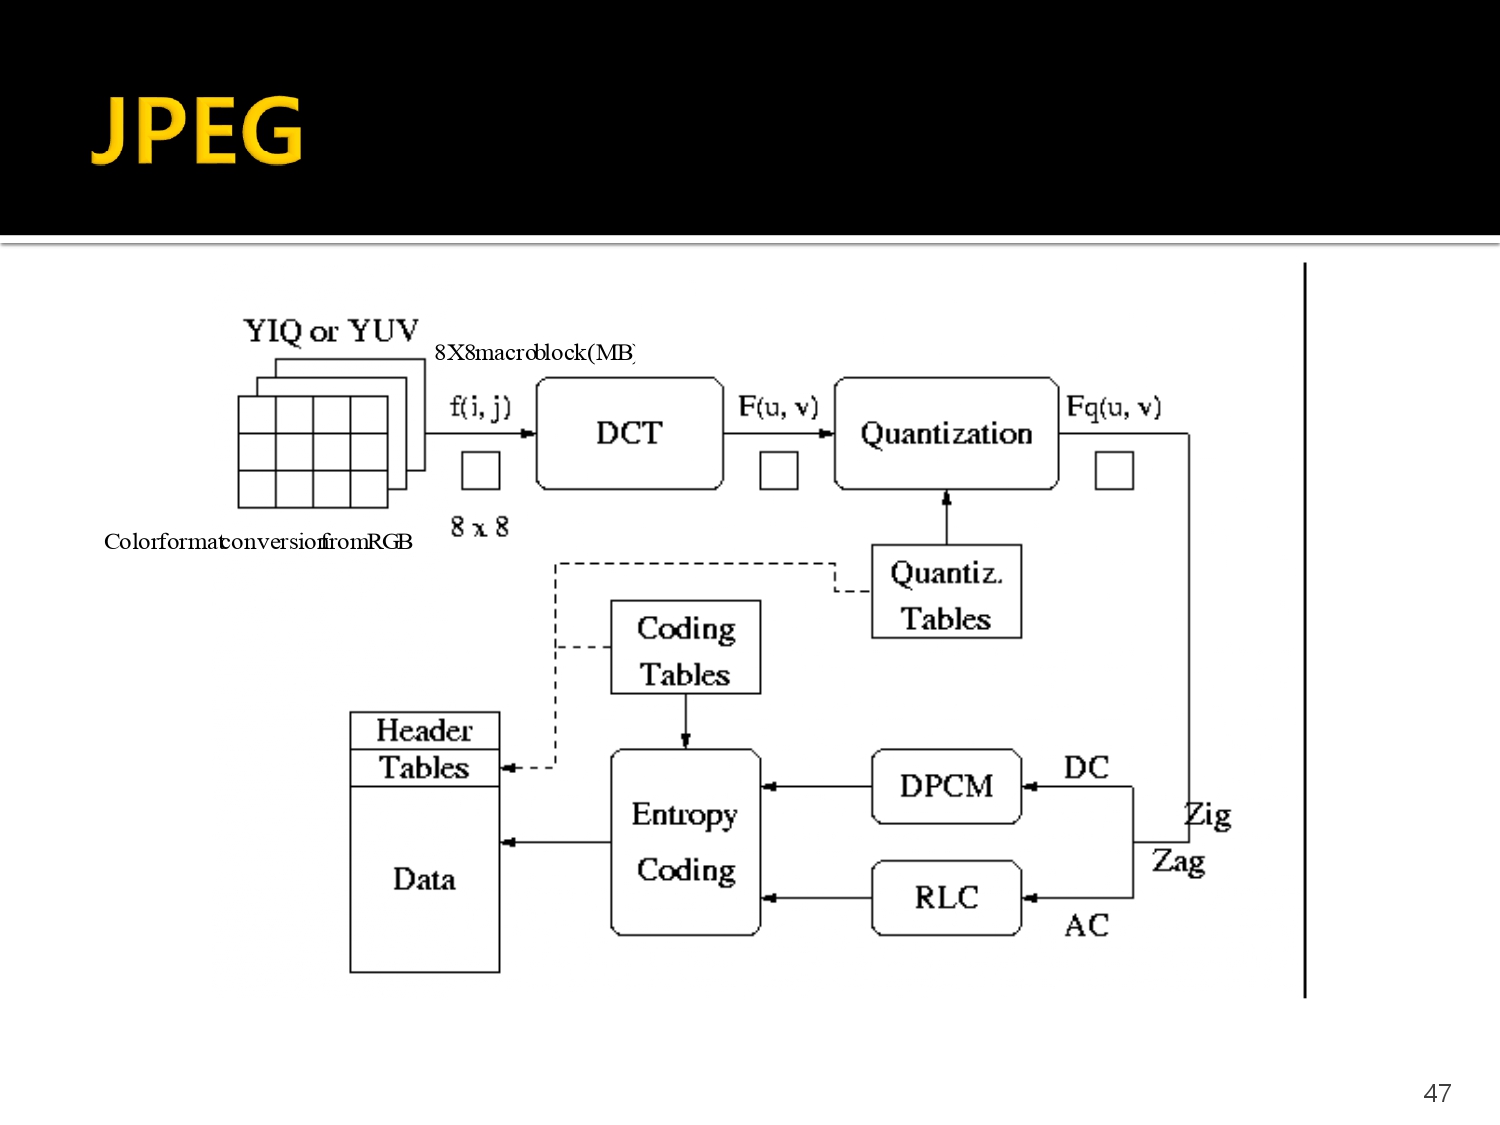 JPEG
YIQ or YUV
8X8macroblock(MB)
f(i, j)
DCT
F(u, v)
Quantization
Fq(u, v)
8 x 8
Colorformatconversionfrom RGB
Quantiz.
Tables
Coding
Tables
Header
Tables
Data
Entropy
Coding
DPCM
DC
RLC
AC
Zig
Zag
47